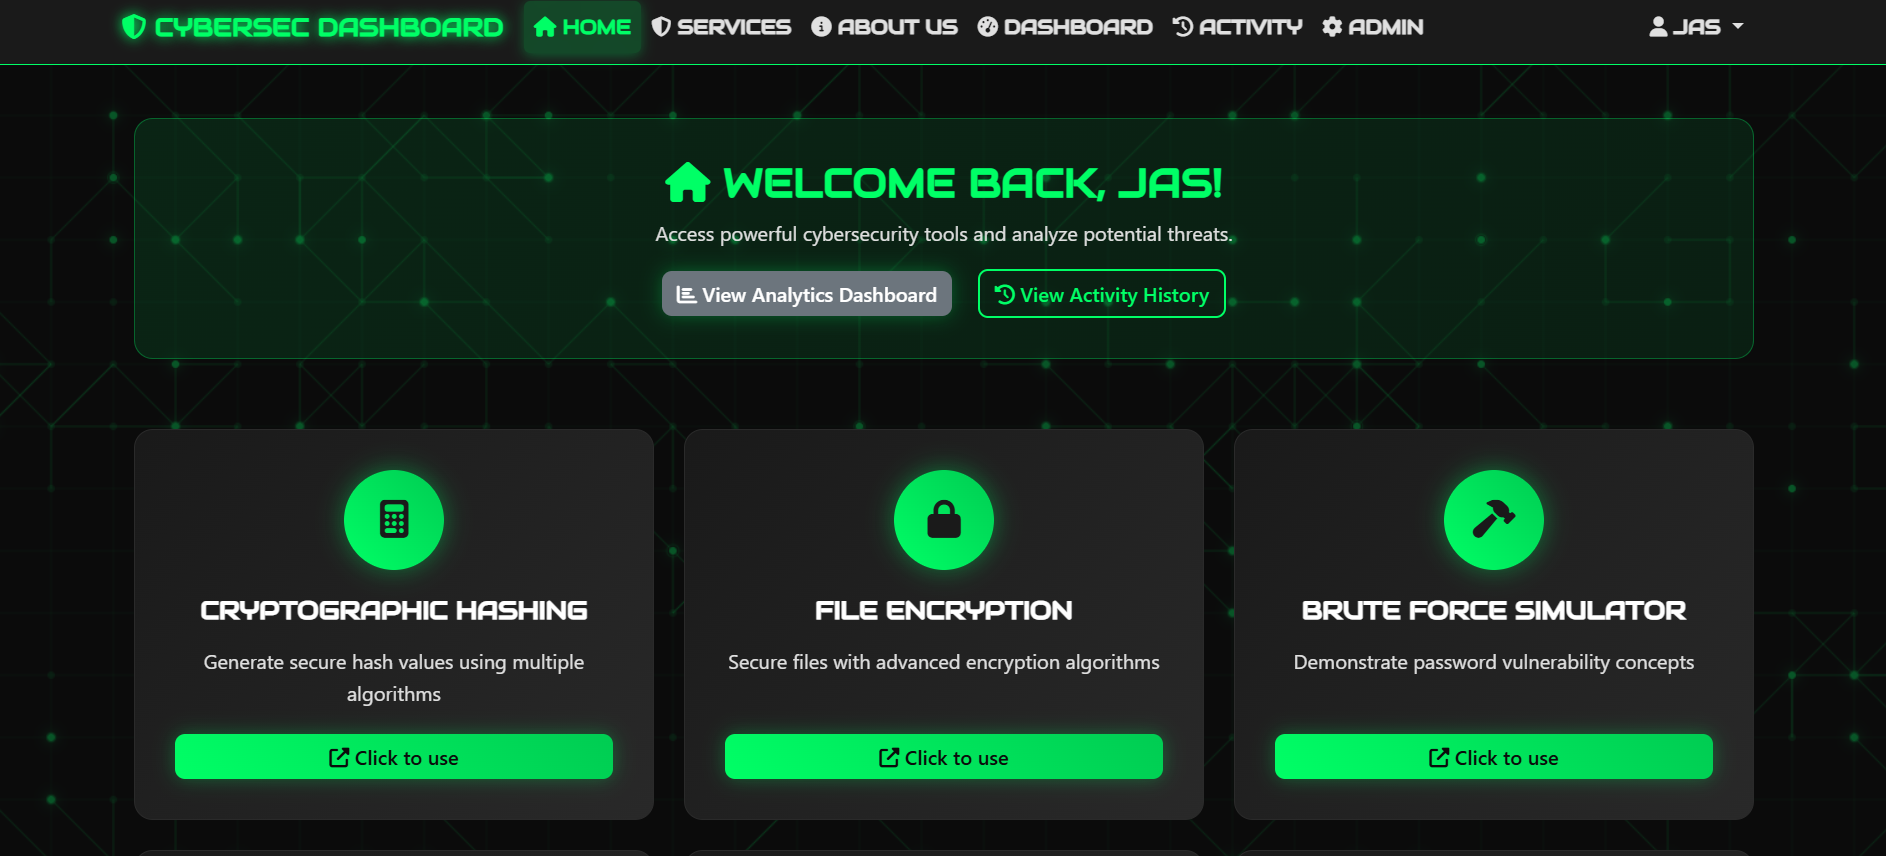 CYBERSEC DASHBOARD HOME SERVICES ABOUT US DASHBOARD ACTIVITY ADMIN JAS
WELCOME BACK, JAS!
Access powerful cybersecurity tools and analyze potential threats.
View Analytics Dashboard View Activity History
CRYPTOGRAPHIC HASHING
Generate secure hash values using multiple
algorithms
Click to use
FILE ENCRYPTION
Secure files with advanced encryption algorithms
Click to use
BRUTE FORCE SIMULATOR
Demonstrate password vulnerability concepts
Click to use